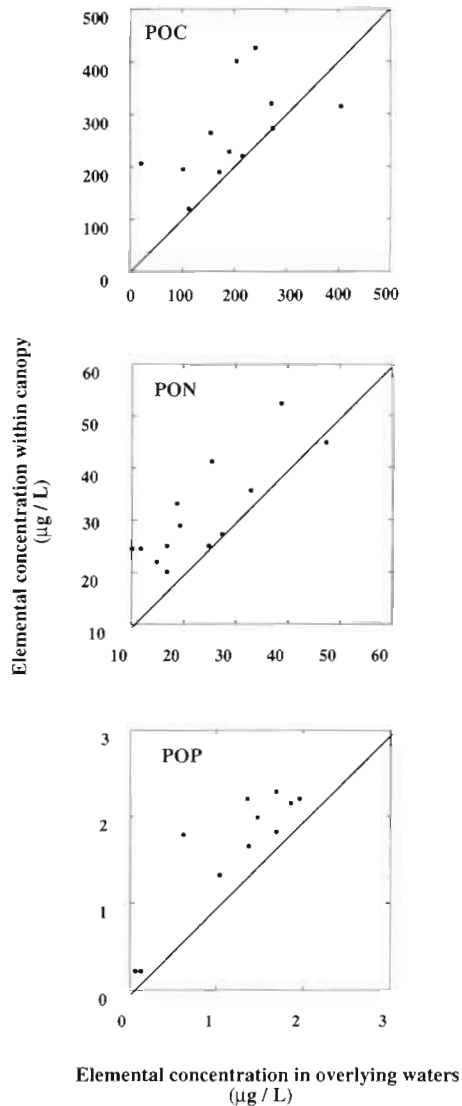 500
POC
400
300
200
100
0
0 100 200 300 400 500
Elemental concentration within canopy
(µg / L)
60
PON
50
40
30
20
10
10 20 30 40 50 60
3
POP
2
1
0
0 1 2 3
Elemental concentration in overlying waters
(µg / L)